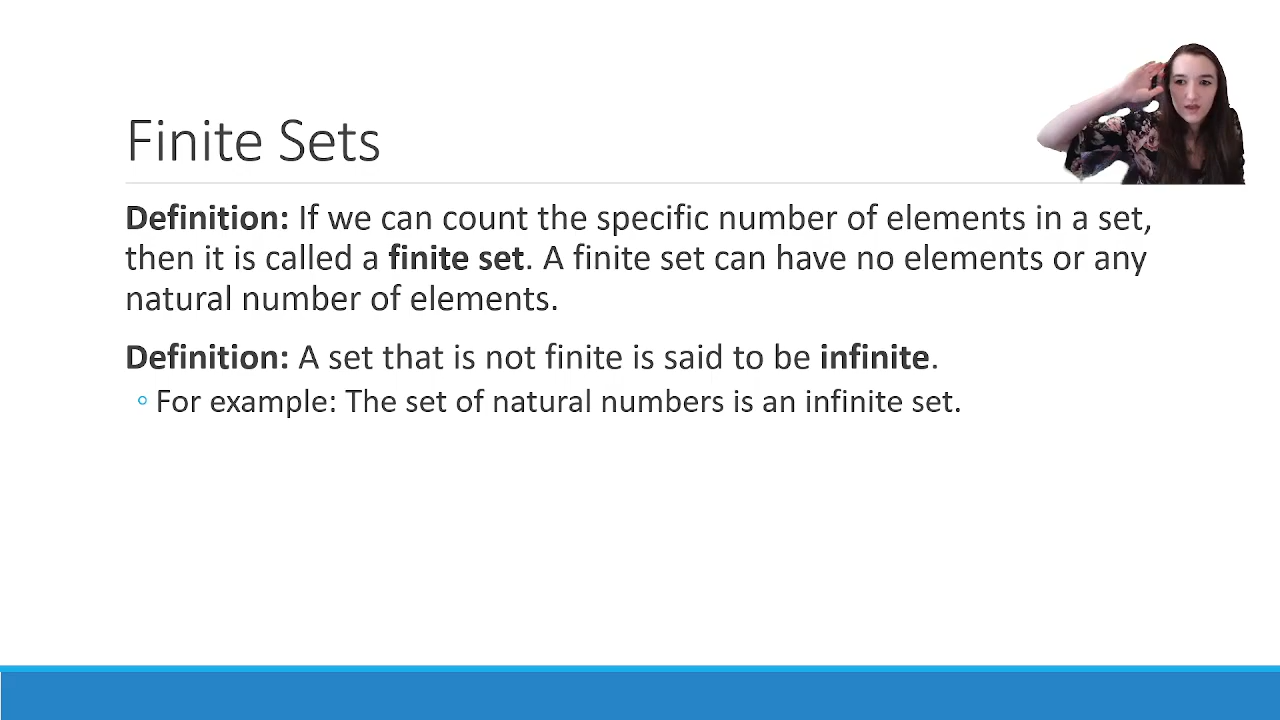 Finite Sets
Definition: If we can count the specific number of elements in a set,
then it is called a finite set. A finite set can have no elements or any
natural number of elements.
Definition: A set that is not finite is said to be infinite.
◦ For example: The set of natural numbers is an infinite set.